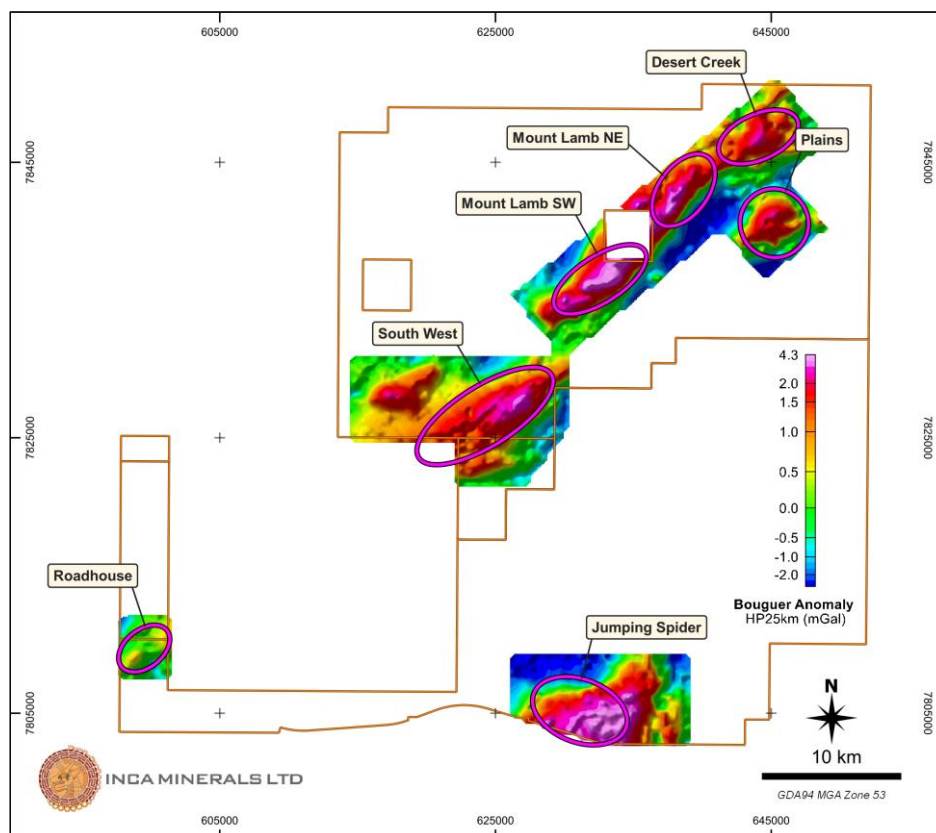 605000
625000
645000
Desert Creek
Mount Lamb NE
Plains
7845000
7845000
Mount Lamb SW
South West
4.3
2.0
1.5
1.0
0.5
0.0
-0.5
-1.0
-2.0
7825000
7825000
Bouguer Anomaly
HP25km (mGal)
Roadhouse
Jumping Spider
N
7805000
7805000
10 km
GDA94 MGA Zone 53
INCA MINERALS LTD
605000
625000
645000